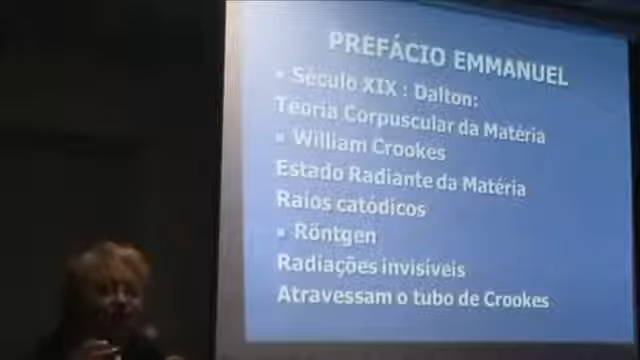 PREFÁCIO EMMANUEL
• Século XIX : Dalton:
Teoria Corpuscular da Matéria
• William Crookes
Estado Radiante da Matéria
Raios catódicos
• Röntgen
Radiações invisíveis
Atravessam o tubo de Crookes